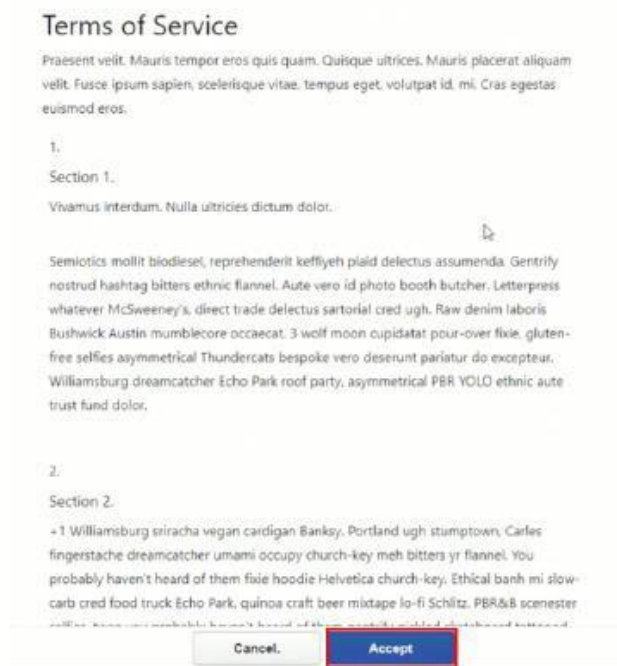 Terms of Service
Praesent velit. Mauris tempor eros quis quam. Quisque ultrices. Mauris placerat aliquam
velit. Fusce ipsum sapien, scelerisque vitae, tempus eget, volutpat id, mi. Cras egestas
euismod eros.
1.
Section 1.
Vivamus interdum. Nulla ultricies dictum dolor.
Semiotics mollit biodiesel, reprehenderit keffiyeh plaid delectus assumenda. Gentrify
nostrud hashtag bitters ethnic flannel. Aute vero id photo booth butcher. Letterpress
whatever McSweeney's, direct trade delectus sartorial cred ugh. Raw denim laboris
Bushwick Austin mumblecore occaecat. 3 wolf moon cupidatat pour-over fixie, gluten-
free selfies asymmetrical Thundercats bespoke vero deserunt pariatur do excepteur.
Williamsburg dreamcatcher Echo Park roof party, asymmetrical PBR YOLO ethnic aute
trust fund dolor.
2.
Section 2.
+1 Williamsburg sriracha vegan cardigan Banksy. Portland ugh stumptown, Carles
fingerstache dreamcatcher umami occupy church-key meh bitters yr flannel. You
probably haven't heard of them fixie hoodie Helvetica church-key. Ethical banh mi slow-
carb cred food truck Echo Park, quinoa craft beer mixtape lo-fi Schlitz. PBR&B scenester
Cancel.
Accept